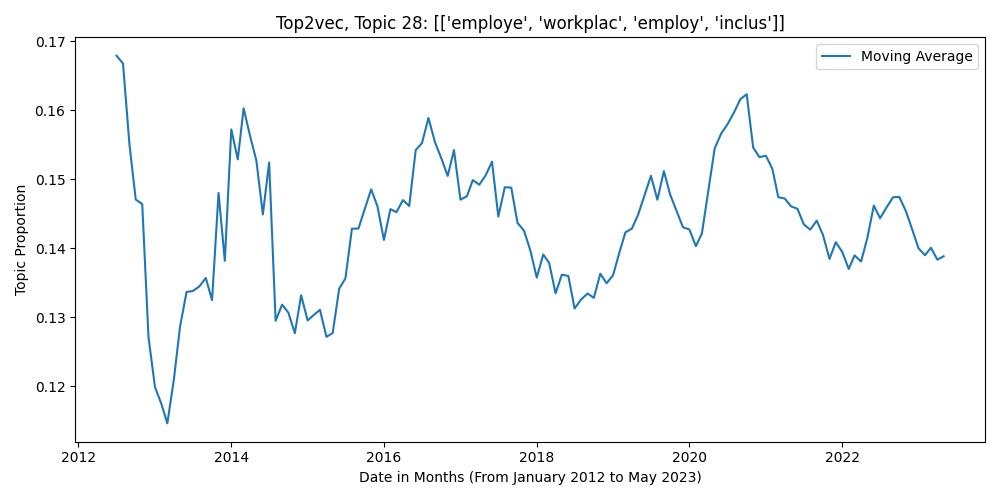 Top2vec, Topic 28: [['employe', 'workplac', 'employ', 'inclus']]
Moving Average
0.17
0.16
0.15
0.14
0.13
0.12
Topic Proportion
2012 2014 2016 2018 2020 2022
Date in Months (From January 2012 to May 2023)